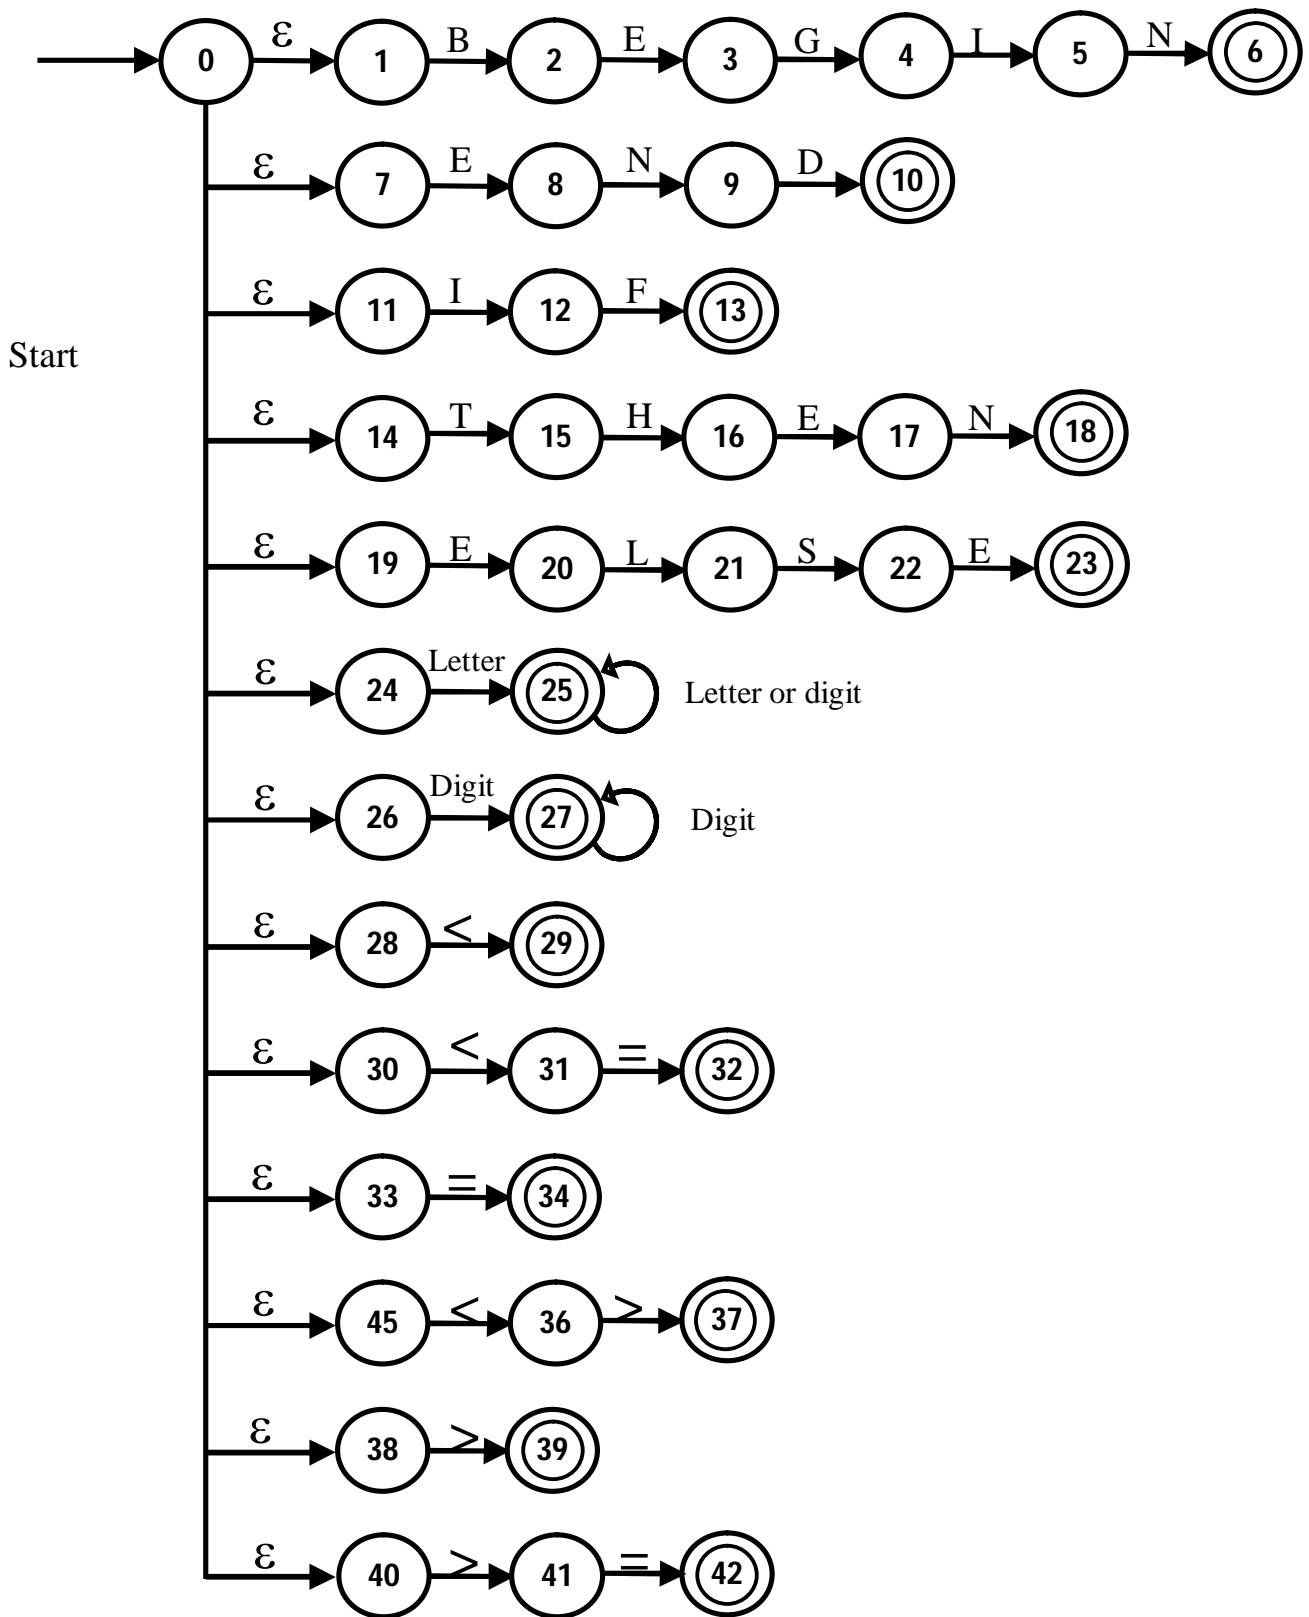 0 ε 1 B 2 E 3 G 4 I 5 N 6
ε 7 E 8 N 9 D 10
ε 11 I 12 F 13
Start
ε 14 T 15 H 16 E 17 N 18
ε 19 E 20 L 21 S 22 E 23
ε 24 Letter 25 Letter or digit
ε 26 Digit 27 Digit
ε 28 < 29
ε 30 < 31 = 32
ε 33 = 34
ε 45 < 36 > 37
ε 38 > 39
ε 40 > 41 = 42